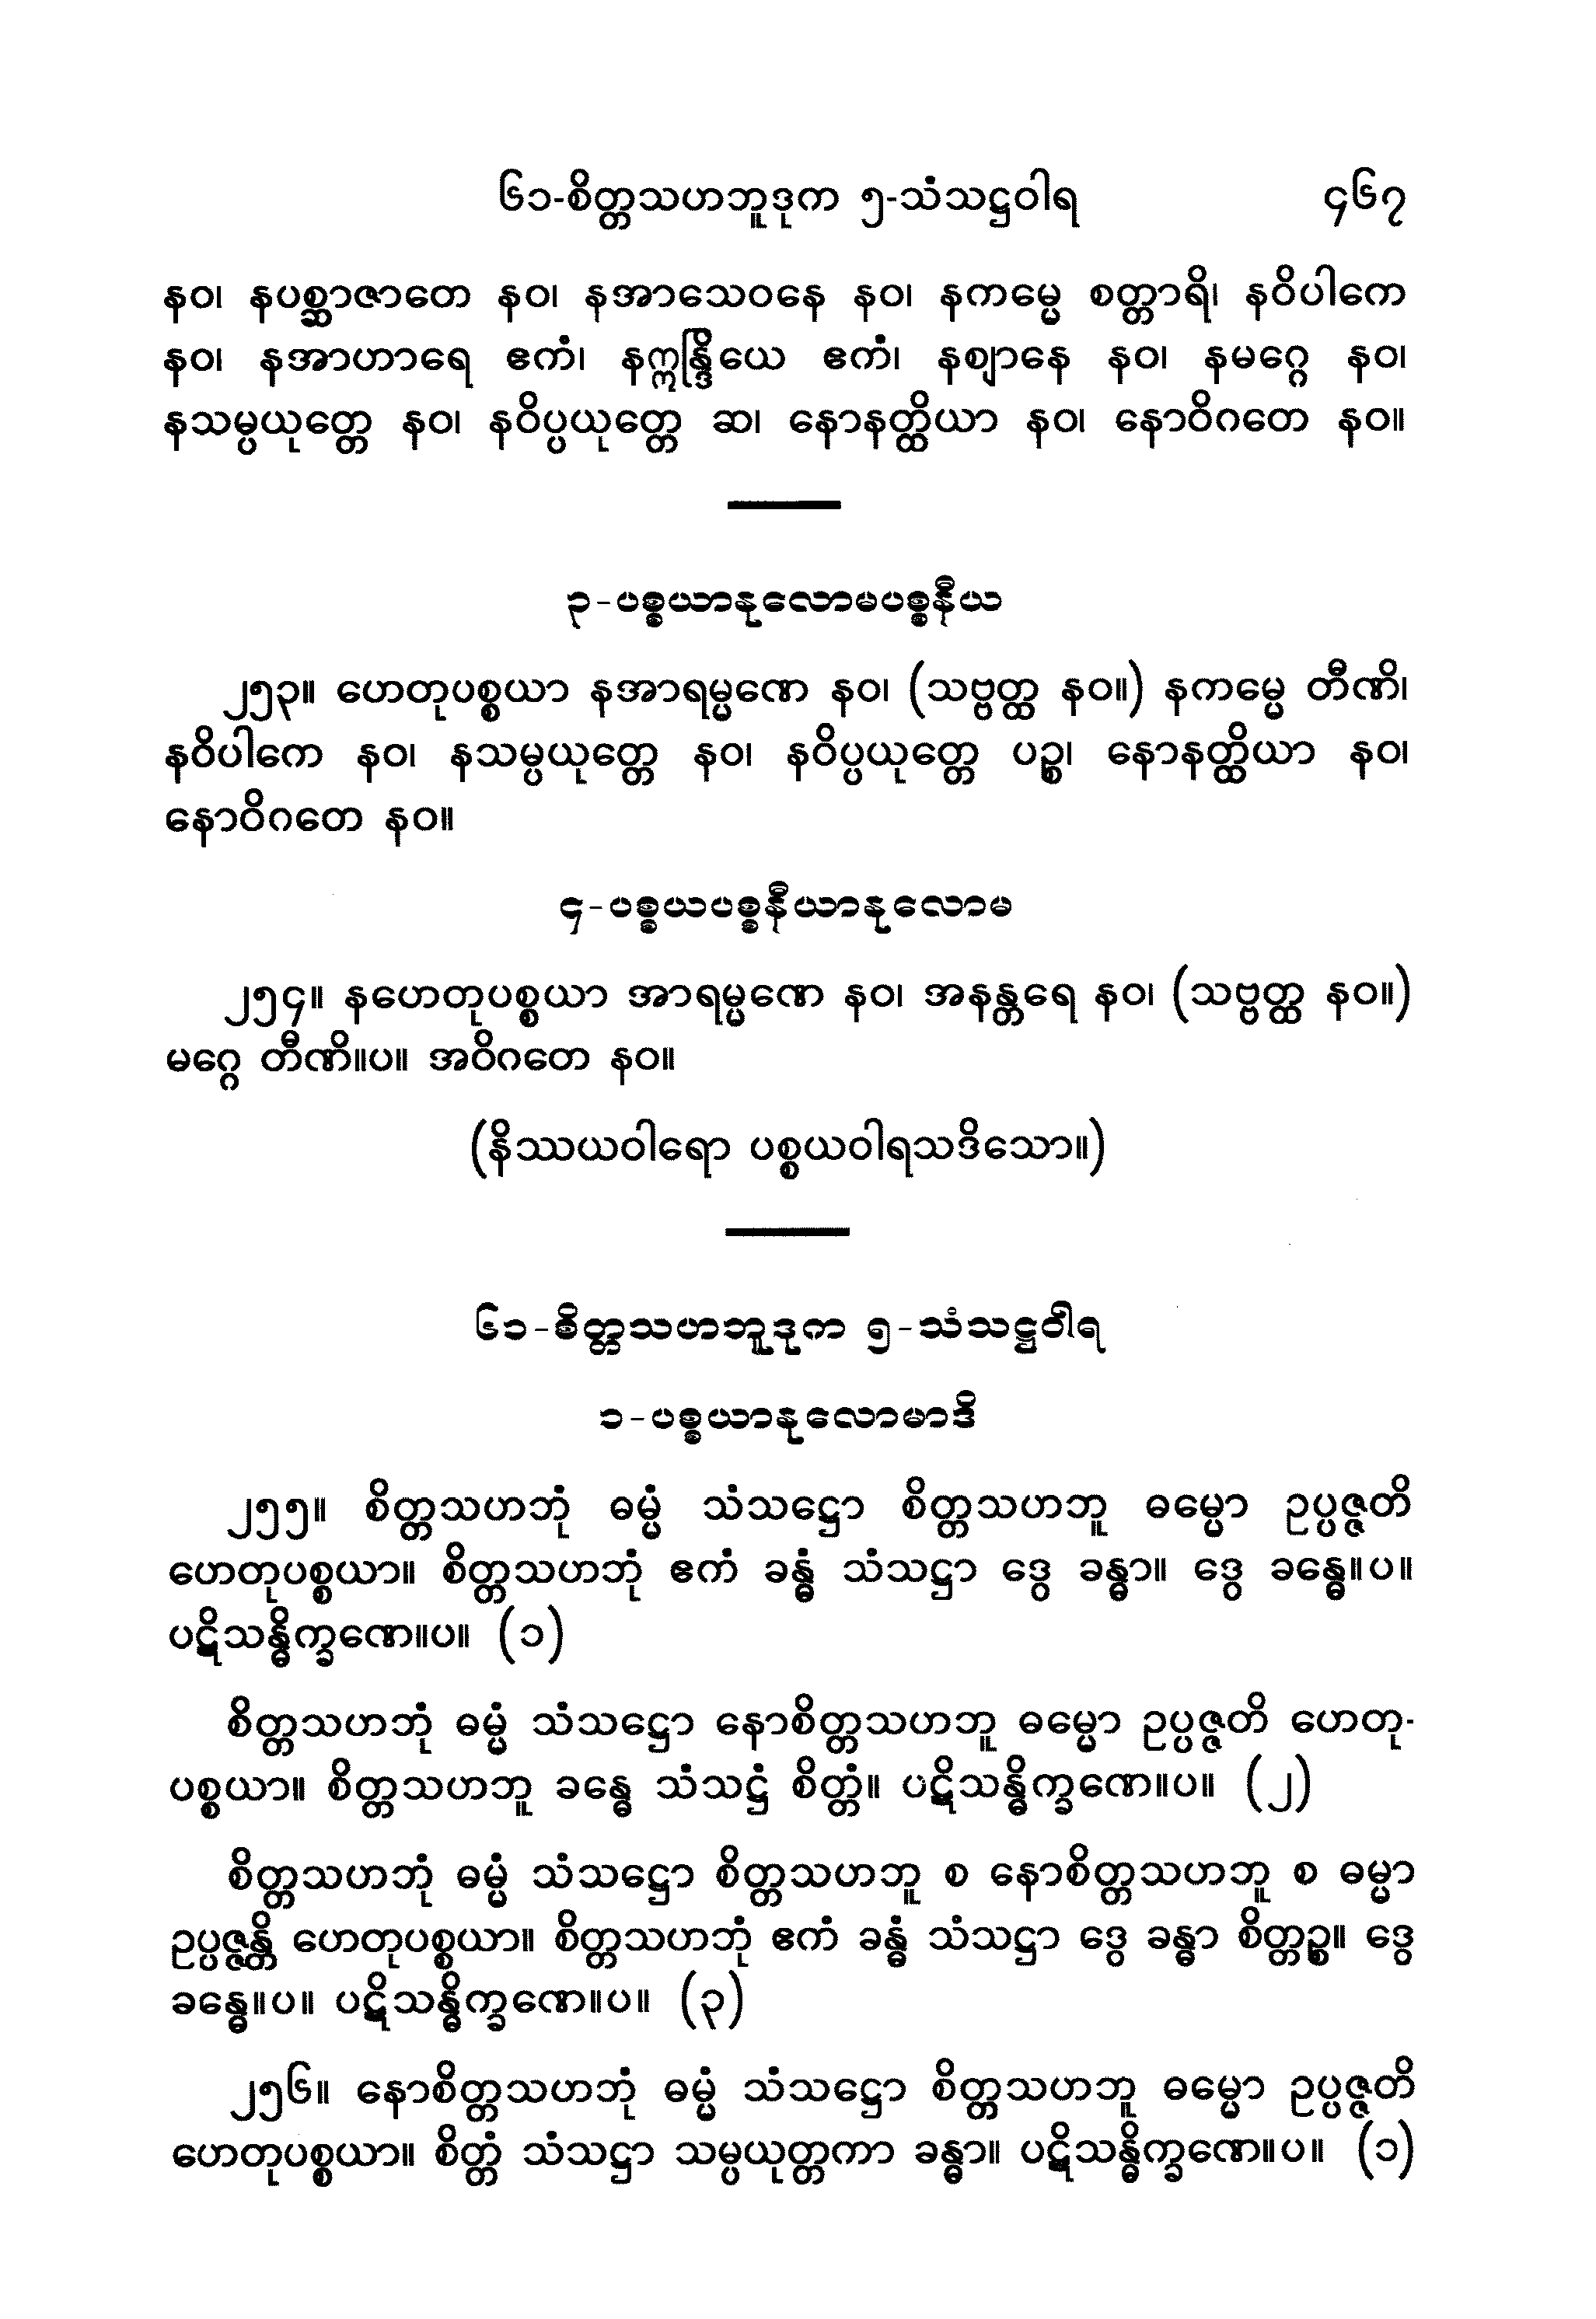 ၆၁-စိတ္တသဟဘူဒုက ၅-သံသဋ္ဌဝါရ ၄၆၇
နဝ၊ နပစ္ဆာဇာတေ နဝ၊ နအာသေဝနေ နဝ၊ နကမ္မေ စတ္တာရိ၊ နဝိပါကေ
နဝ၊ နအာဟာရေ ဧကံ၊ နဣန္ဒြိယေ ဧကံ၊ နဈာနေ နဝ၊ နမဂ္ဂေ နဝ၊
နသမ္ပယုတ္တေ နဝ၊ နဝိပ္ပယုတ္တေ ဆ၊ နောနတ္ထိယာ နဝ၊ နောဝိဂတေ နဝ။
၃-ပစ္စယာနုလောမပစ္စနီယ
၂၅၃။ ဟေတုပစ္စယာ နအာရမ္မဏေ နဝ၊ (သဗ္ဗတ္ထ နဝ။) နကမ္မေ တီဏိ၊
နဝိပါကေ နဝ၊ နသမ္ပယုတ္တေ နဝ၊ နဝိပ္ပယုတ္တေ ပဉ္စ၊ နောနတ္ထိယာ နဝ၊
နောဝိဂတေ နဝ။
၄-ပစ္စယပစ္စနီယာနုလောမ
၂၅၄။ နဟေတုပစ္စယာ အာရမ္မဏေ နဝ၊ အနန္တရေ နဝ၊ (သဗ္ဗတ္ထ နဝ။)
မဂ္ဂေ တီဏိ။ပ။ အဝိဂတေ နဝ။
(နိဿယဝါရော ပစ္စယဝါရသဒိသော။)
၆၁-စိတ္တသဟဘူဒုက ၅-သံသဋ္ဌဝါရ
၁-ပစ္စယာနုလောမာဒိ
၂၅၅။ စိတ္တသဟဘုံ ဓမ္မံ သံသဋ္ဌော စိတ္တသဟဘူ ဓမ္မော ဥပ္ပဇ္ဇတိ
ဟေတုပစ္စယာ။ စိတ္တသဟဘုံ ဧကံ ခန္ဓံ သံသဋ္ဌာ ဒွေ ခန္ဓာ။ ဒွေ ခန္ဓေ။ပ။
ပဋိသန္ဓိက္ခဏေ။ပ။ (၁)
စိတ္တသဟဘုံ ဓမ္မံ သံသဋ္ဌော နောစိတ္တသဟဘူ ဓမ္မော ဥပ္ပဇ္ဇတိ ဟေတု-
ပစ္စယာ။ စိတ္တသဟဘူ ခန္ဓေ သံသဋ္ဌံ စိတ္တံ။ ပဋိသန္ဓိက္ခဏေ။ပ။ (၂)
စိတ္တသဟဘုံ ဓမ္မံ သံသဋ္ဌော စိတ္တသဟဘူ စ နောစိတ္တသဟဘူ စ ဓမ္မာ
ဥပ္ပဇ္ဇန္တိ ဟေတုပစ္စယာ။ စိတ္တသဟဘုံ ဧကံ ခန္ဓံ သံသဋ္ဌာ ဒွေ ခန္ဓာ စိတ္တဉ္စ။ ဒွေ
ခန္ဓေ။ပ။ ပဋိသန္ဓိက္ခဏေ။ပ။ (၃)
၂၅၆။ နောစိတ္တသဟဘုံ ဓမ္မံ သံသဋ္ဌော စိတ္တသဟဘူ ဓမ္မော ဥပ္ပဇ္ဇတိ
ဟေတုပစ္စယာ။ စိတ္တံ သံသဋ္ဌာ သမ္ပယုတ္တကာ ခန္ဓာ။ ပဋိသန္ဓိက္ခဏေ။ပ။ (၁)